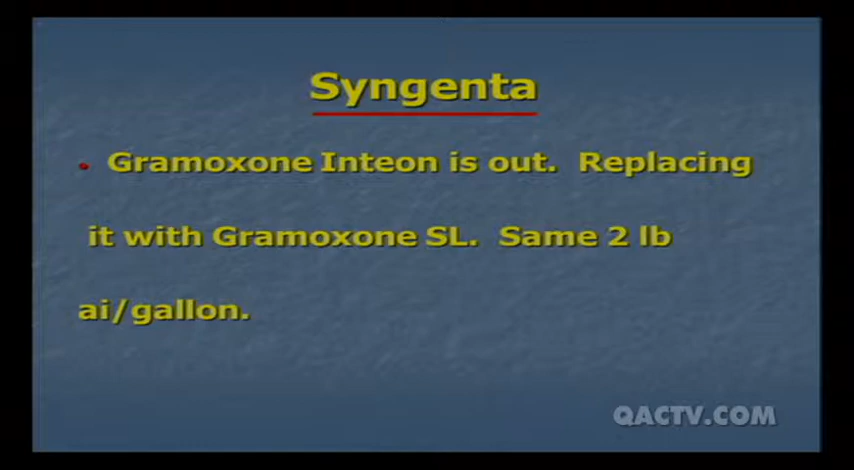 Syngenta
• Gramoxone Inteon is out. Replacing
it with Gramoxone SL. Same 2 lb
ai/gallon.
QACTV.COM